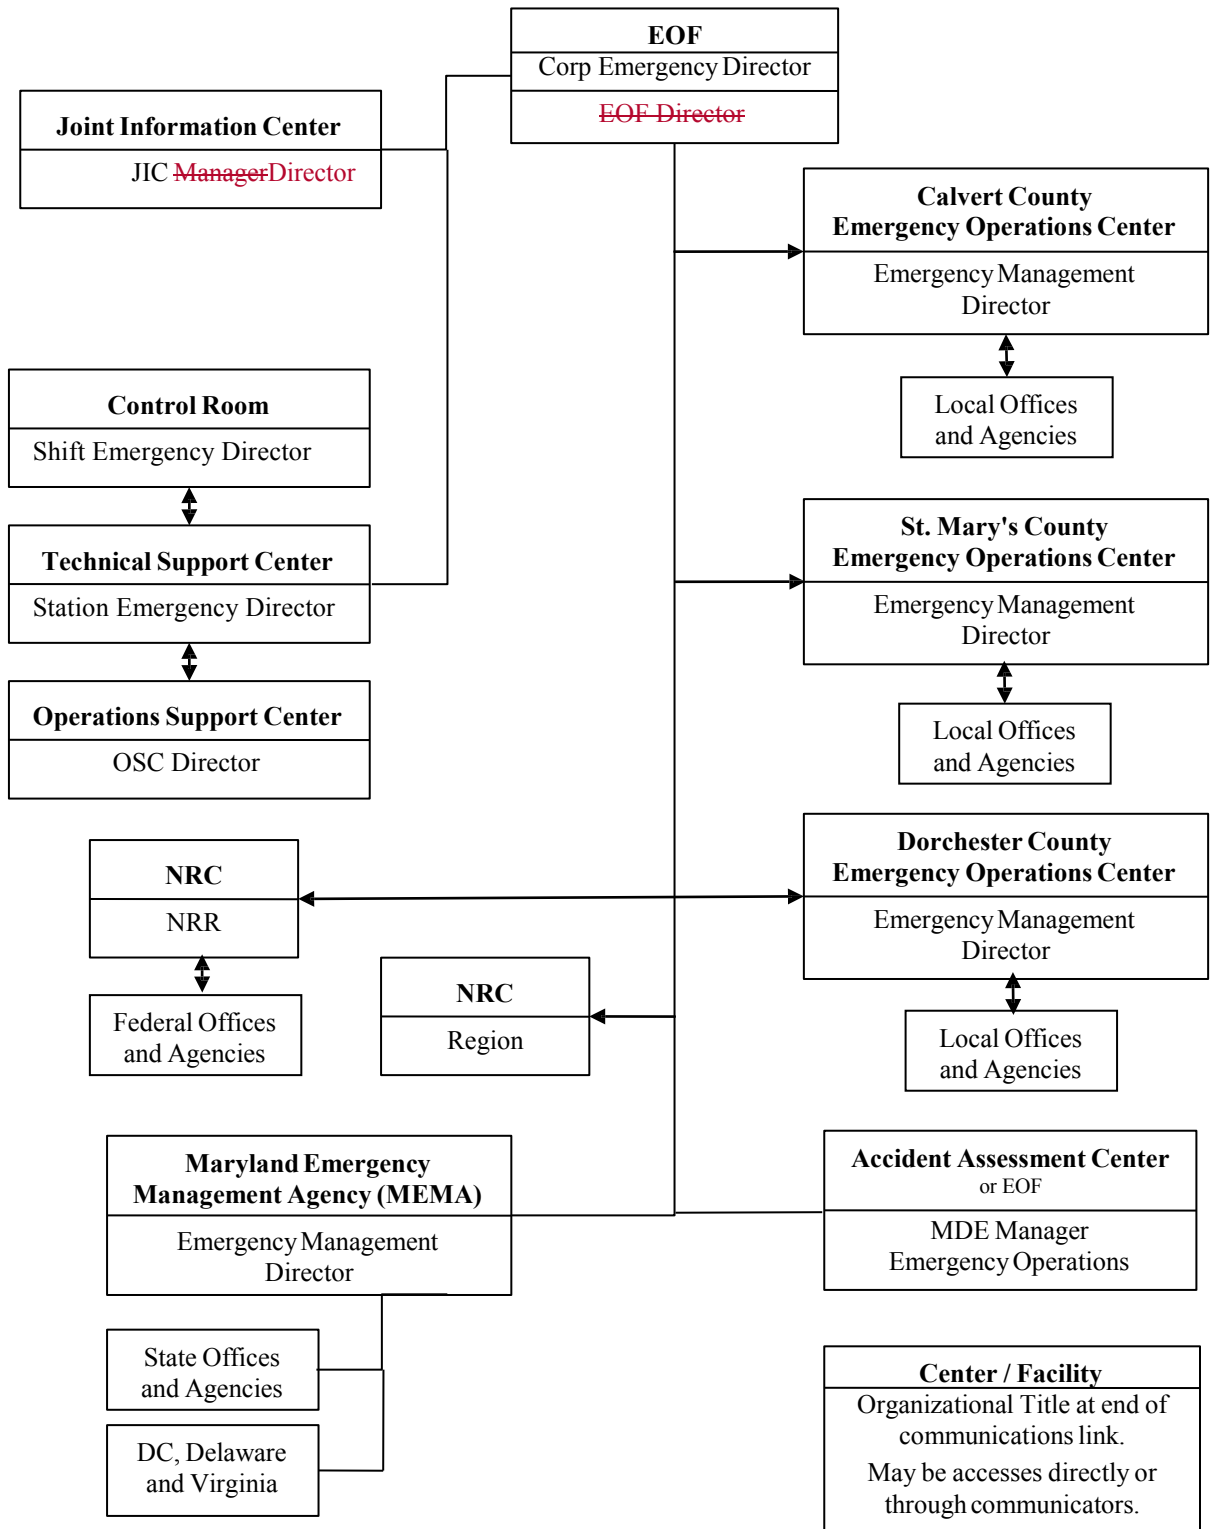 EOF
Corp Emergency Director
EOF Director
Joint Information Center
JIC ManagerDirector
Calvert County
Emergency Operations Center
Emergency Management
Director
Local Offices
and Agencies
Control Room
Shift Emergency Director
Technical Support Center
Station Emergency Director
Operations Support Center
OSC Director
St. Mary's County
Emergency Operations Center
Emergency Management
Director
Local Offices
and Agencies
NRC
NRR
Federal Offices
and Agencies
NRC
Region
Dorchester County
Emergency Operations Center
Emergency Management
Director
Local Offices
and Agencies
Maryland Emergency
Management Agency (MEMA)
Emergency Management
Director
State Offices
and Agencies
DC, Delaware
and Virginia
Accident Assessment Center
or EOF
MDE Manager
Emergency Operations
Center / Facility
Organizational Title at end of
communications link.
May be accesses directly or
through communicators.